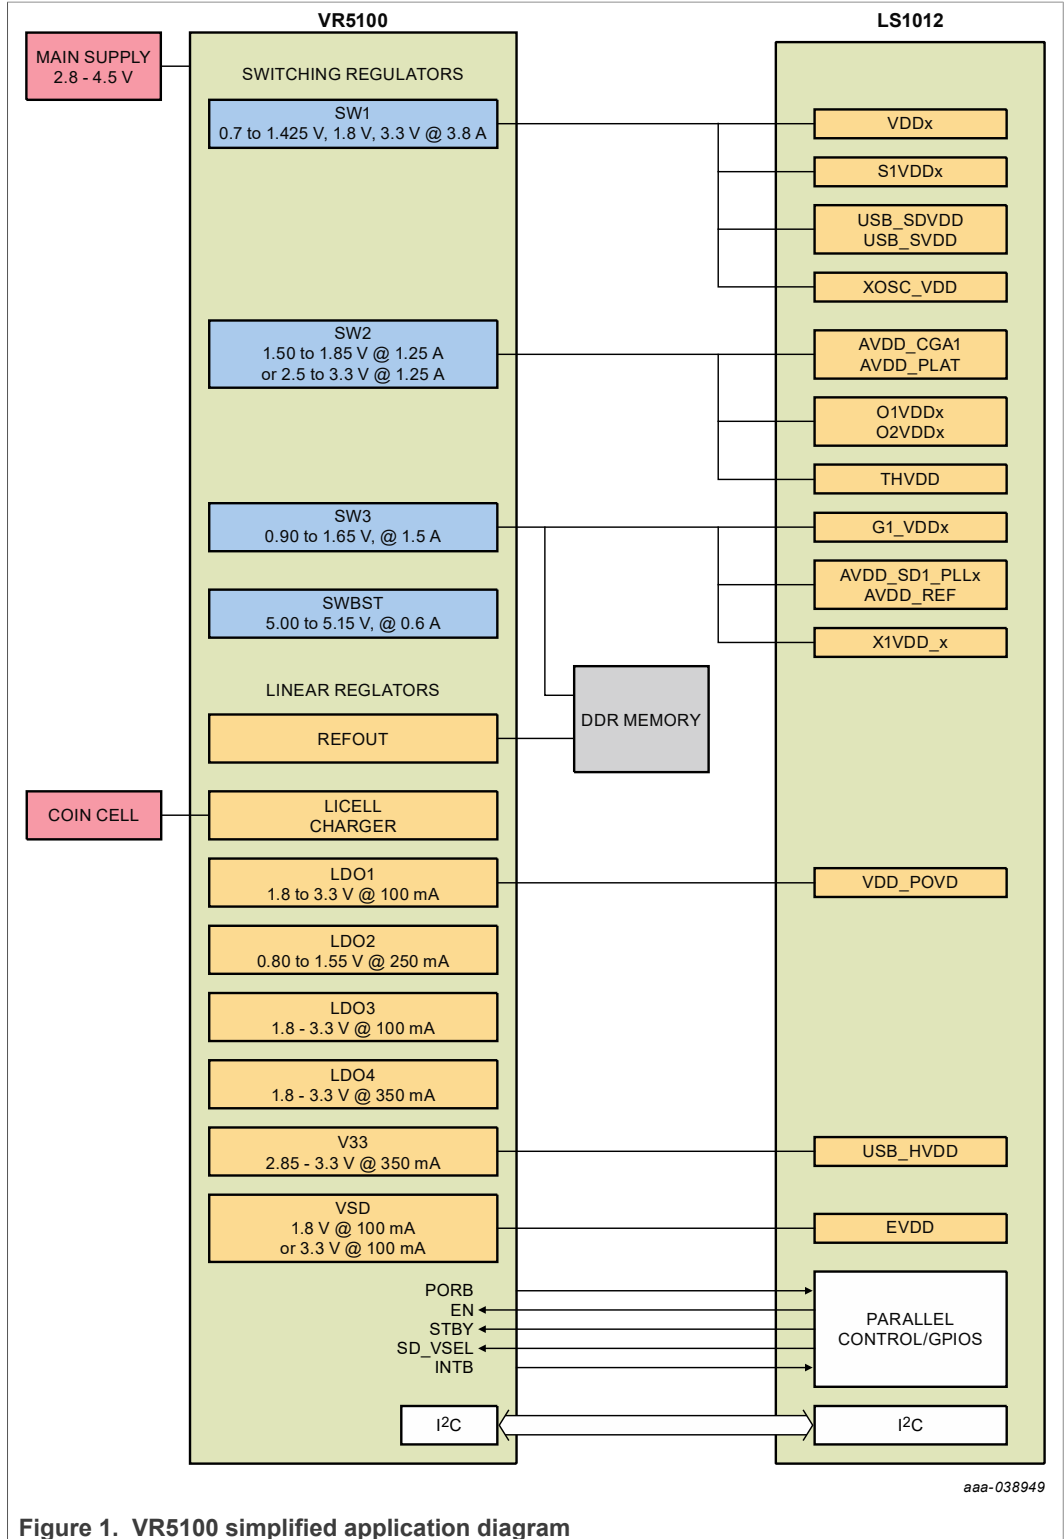 VR5100
LS1012
MAIN SUPPLY
2.8 - 4.5 V
SWITCHING REGULATORS
SW1
0.7 to 1.425 V, 1.8 V, 3.3 V @ 3.8 A
VDDx
S1VDDx
USB_SDVDD
USB_SVDD
XOSC_VDD
SW2
1.50 to 1.85 V @ 1.25 A
or 2.5 to 3.3 V @ 1.25 A
AVDD_CGA1
AVDD_PLAT
O1VDDx
O2VDDx
THVDD
SW3
0.90 to 1.65 V, @ 1.5 A
G1_VDDx
AVDD_SD1_PLLx
AVDD_REF
SWBST
5.00 to 5.15 V, @ 0.6 A
X1VDD_x
LINEAR REGLATORS
REFOUT
DDR MEMORY
COIN CELL
LICELL
CHARGER
LDO1
1.8 to 3.3 V @ 100 mA
VDD_POVD
LDO2
0.80 to 1.55 V @ 250 mA
LDO3
1.8 - 3.3 V @ 100 mA
LDO4
1.8 - 3.3 V @ 350 mA
V33
2.85 - 3.3 V @ 350 mA
USB_HVDD
VSD
1.8 V @ 100 mA
or 3.3 V @ 100 mA
EVDD
PORB
EN
STBY
SD_VSEL
INTB
PARALLEL
CONTROL/GPIOS
I²C
I²C
aaa-038949
Figure 1. VR5100 simplified application diagram